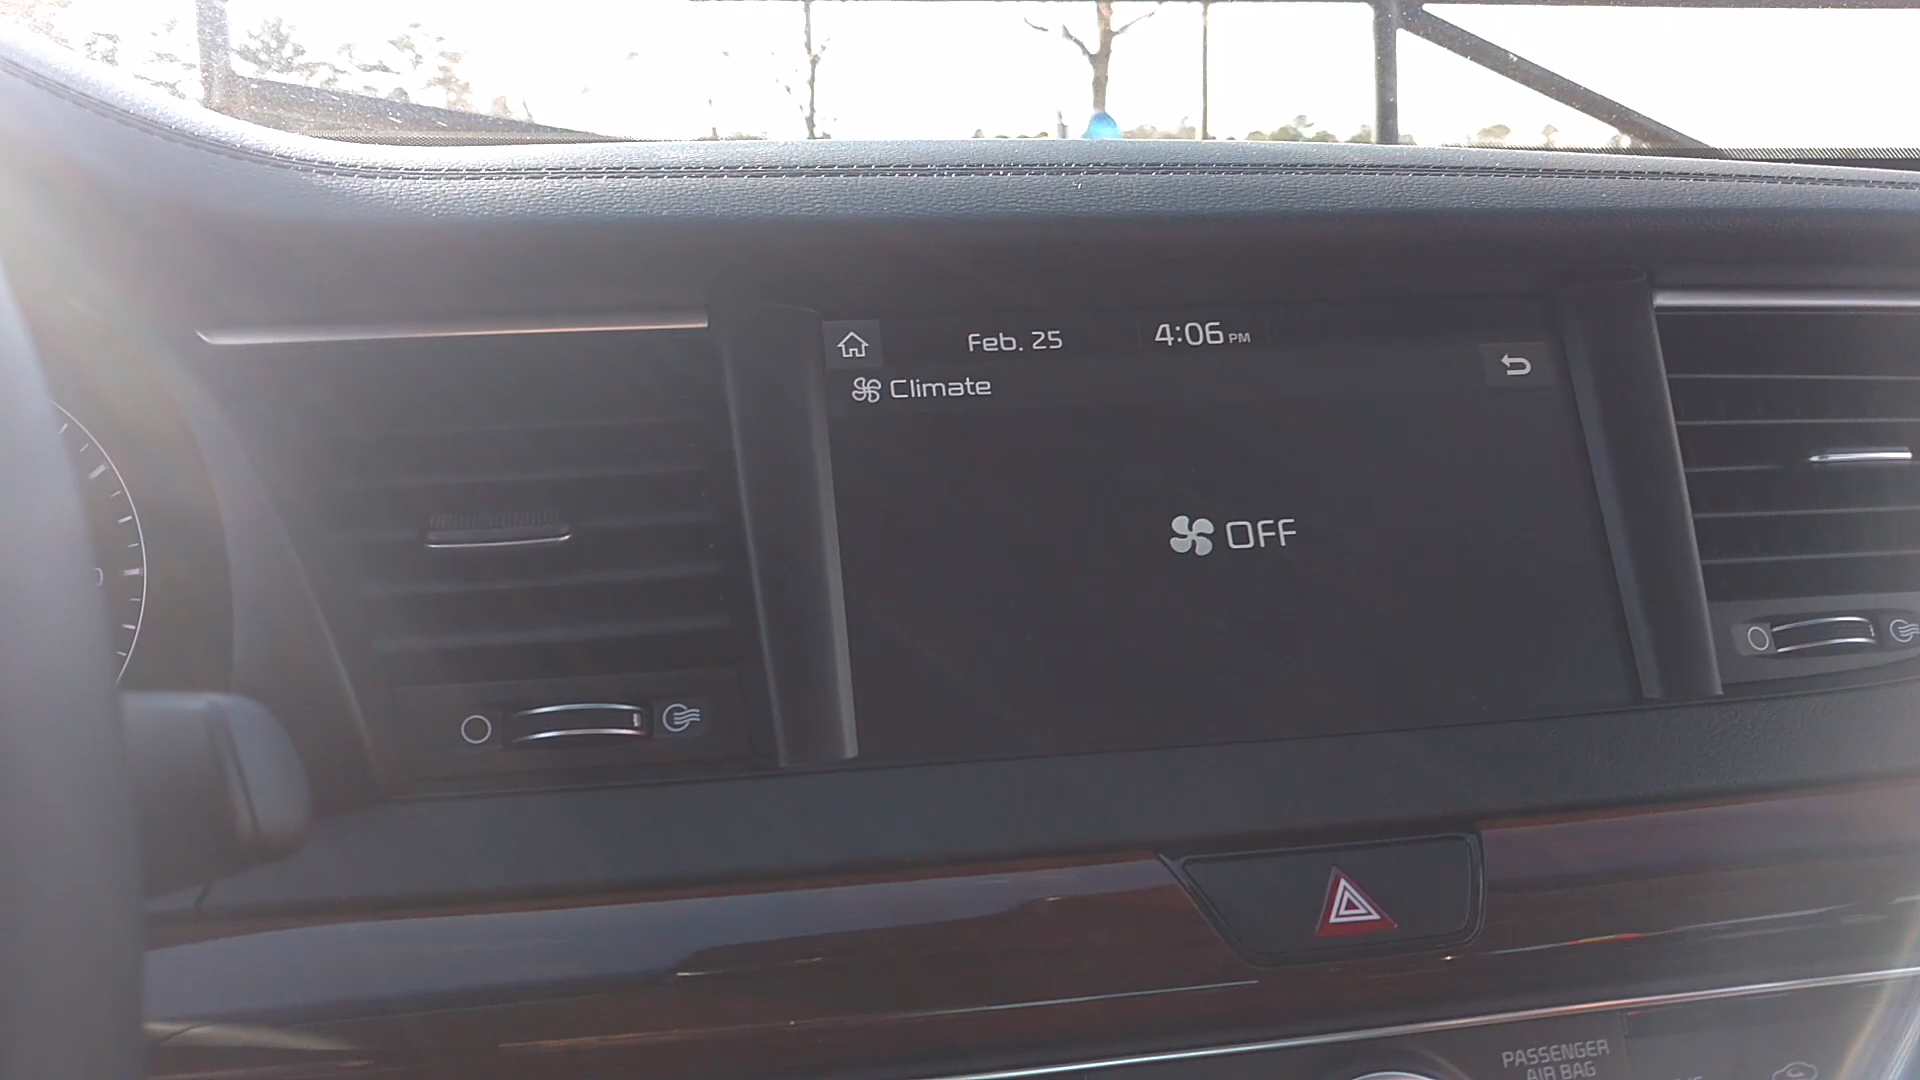 Feb. 25 4:06 PM
Climate
OFF
PASSENGER
AIR BAG